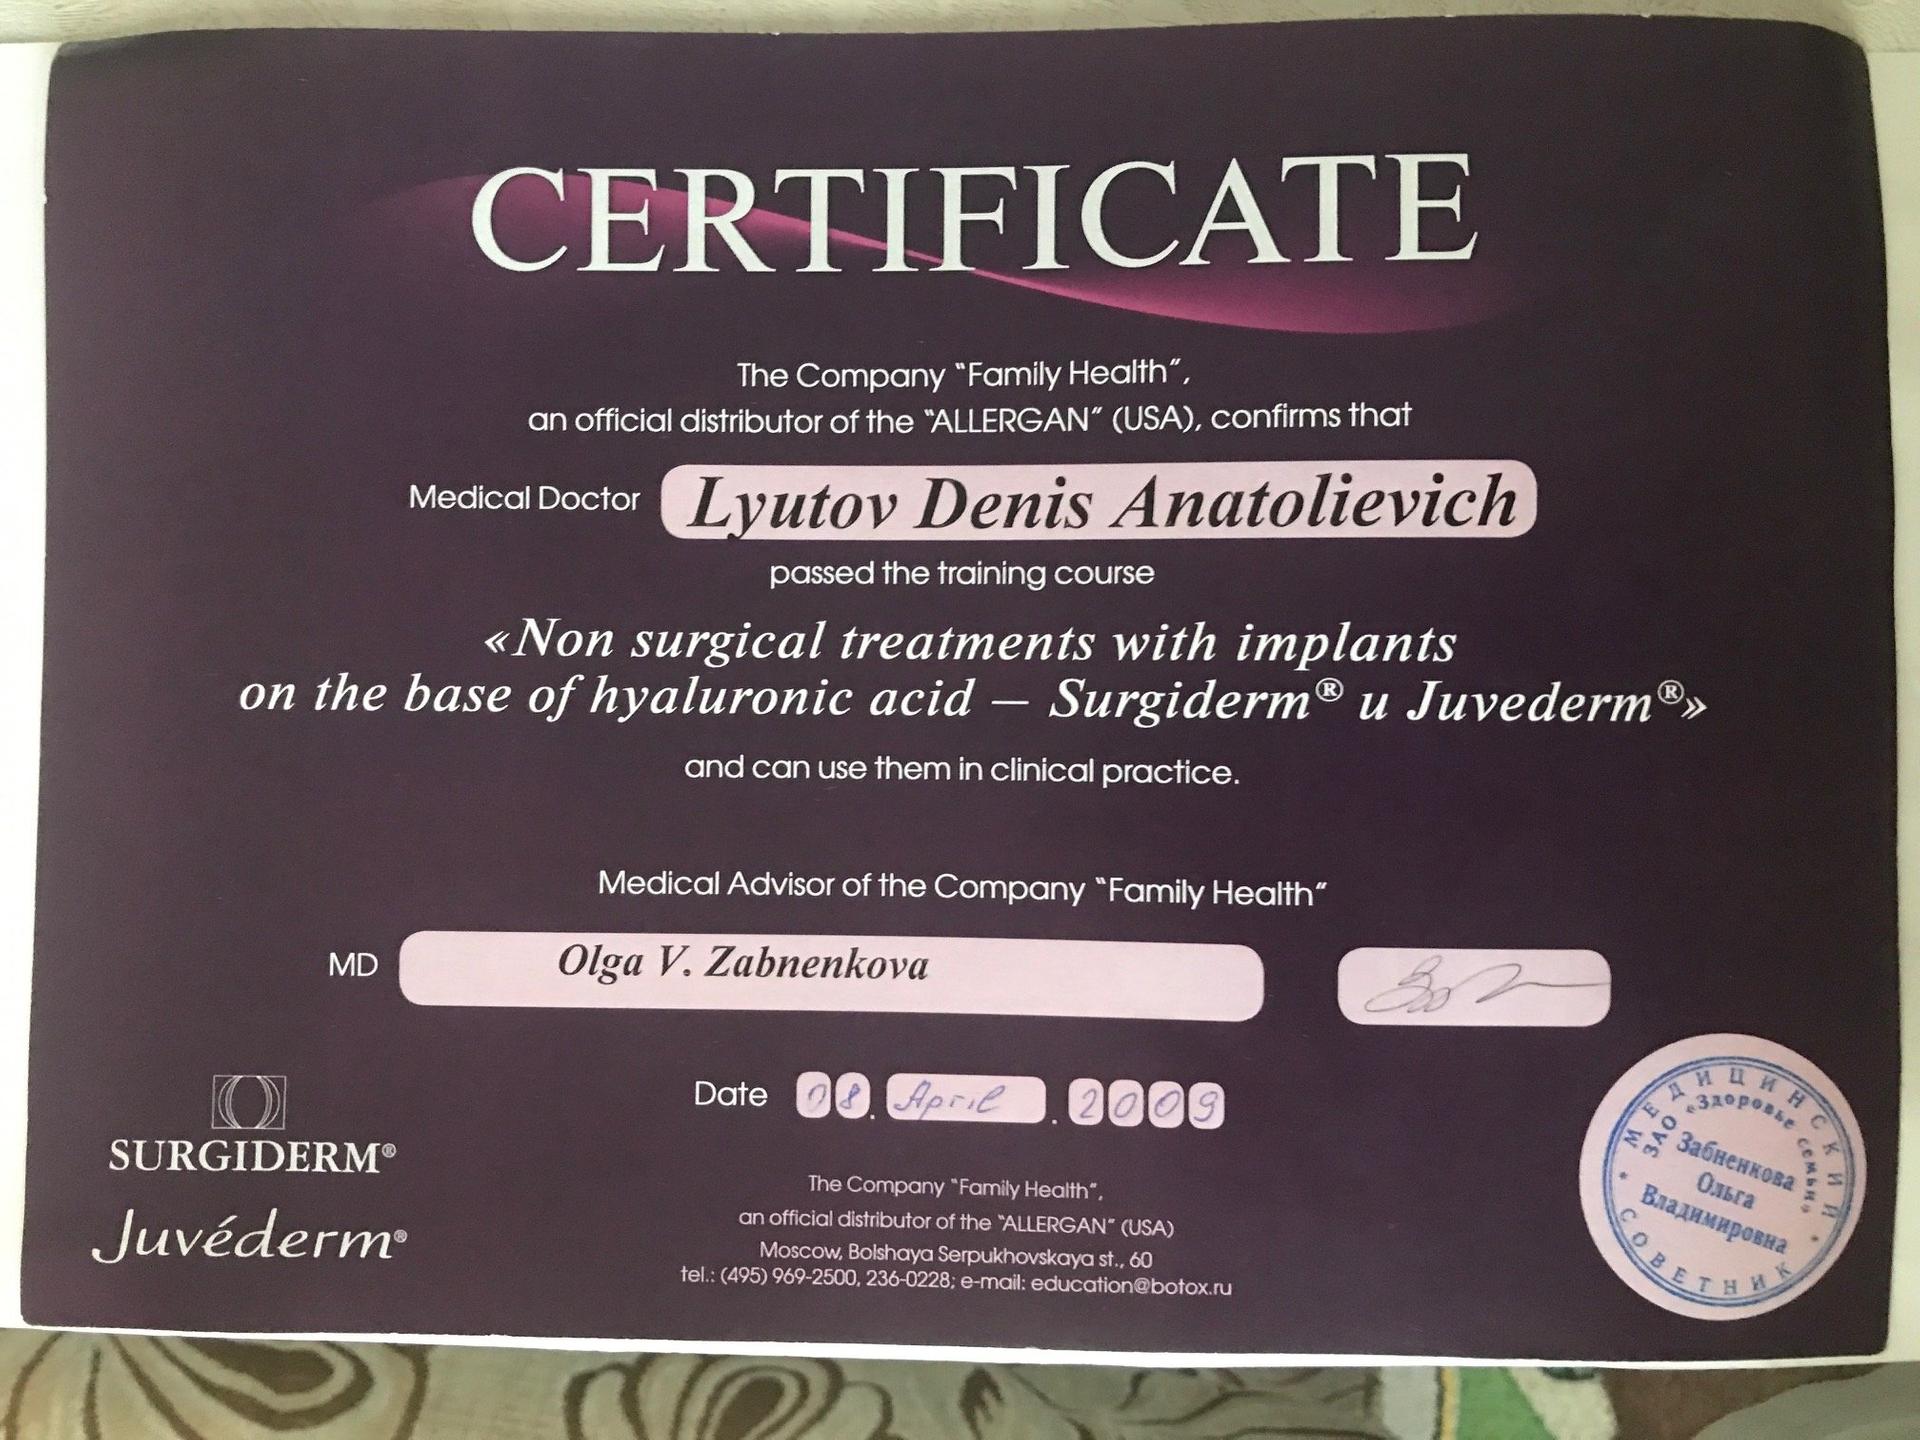 CERTIFICATE
The Company “Family Health”,
an official distributor of the “ALLERGAN” (USA), confirms that
Medical Doctor Lyutov Denis Anatolievich
passed the training course
«Non surgical treatments with implants
on the base of hyaluronic acid – Surgiderm® u Juvederm®»
and can use them in clinical practice.
Medical Advisor of the Company “Family Health”
MD Olga V. Zabnenkova
Date 08. April . 2009
SURGIDERM®
Juvéderm®
The Company “Family Health”,
an official distributor of the “ALLERGAN” (USA)
Moscow, Bolshaya Serpukhovskaya st., 60
tel.: (495) 969-2500, 236-0228; e-mail: education@botox.ru
МЕДИЦИНСКИЙ
СОВЕТНИК
ЗАО «Здоровье семьи»
Забненкова
Ольга
Владимировна